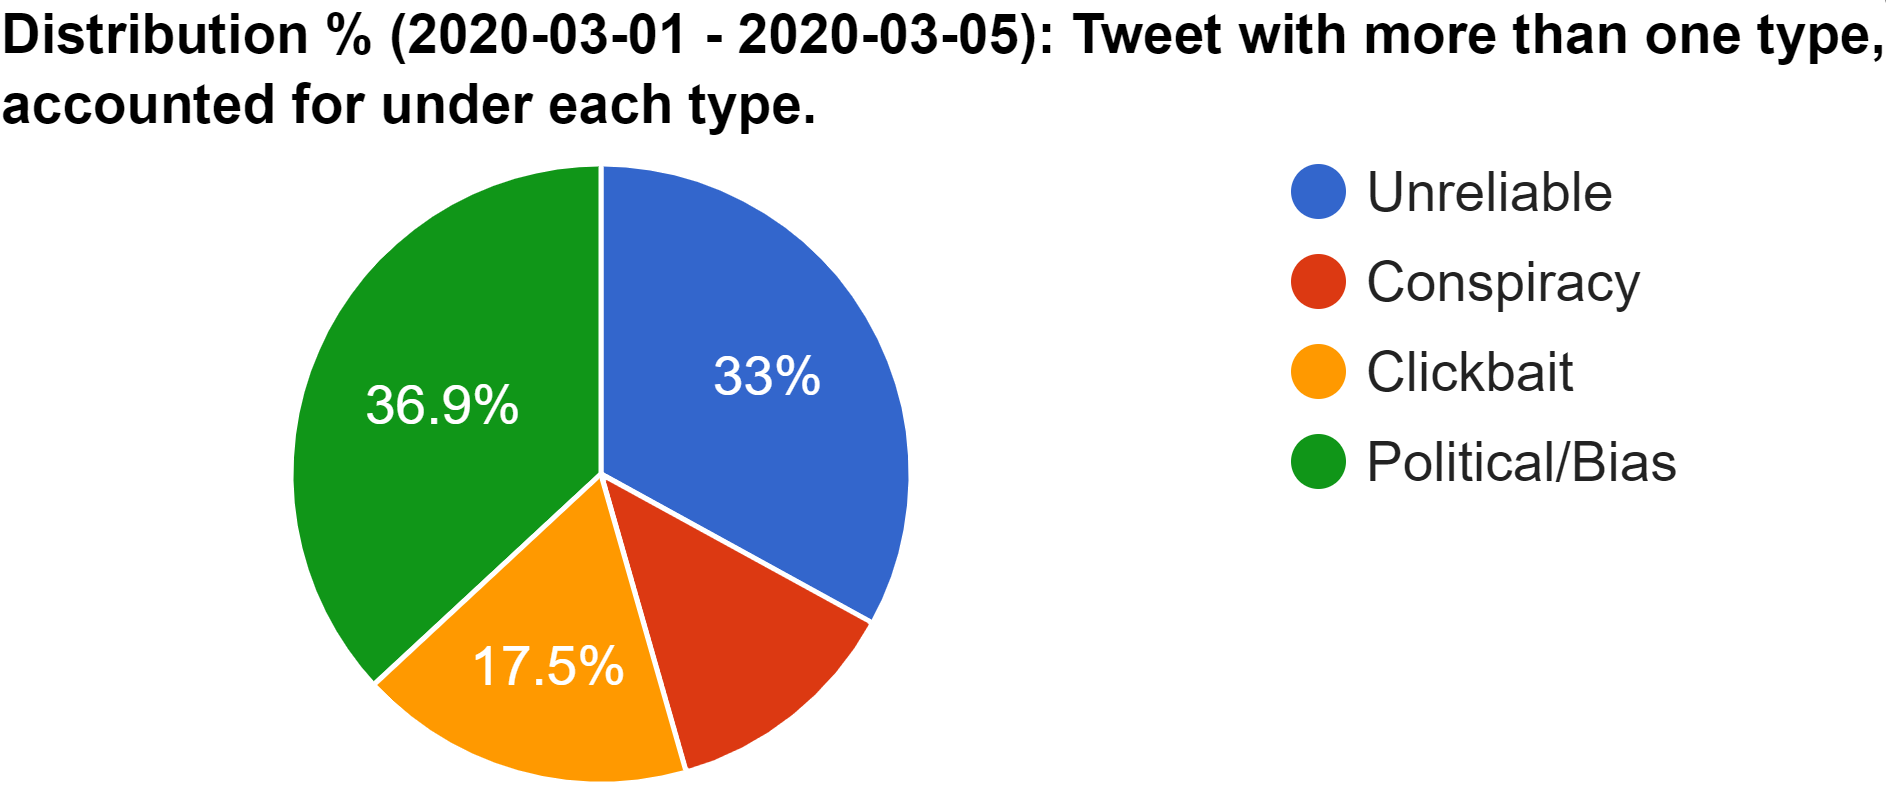 Distribution % (2020-03-01 - 2020-03-05): Tweet with more than one type,
accounted for under each type.
Unreliable
Conspiracy
Clickbait
Political/Bias
33%
36.9%
17.5%